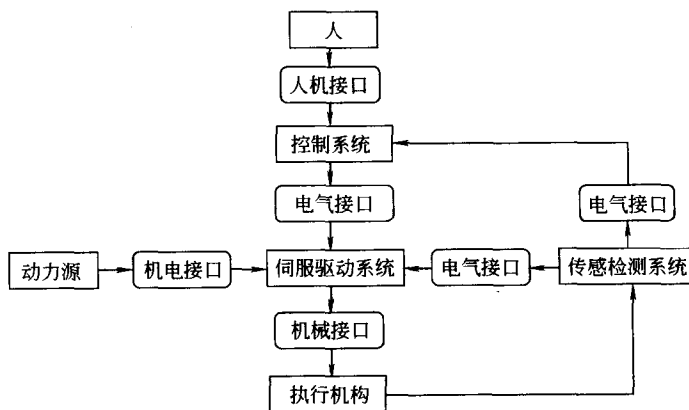 人
人机接口
控制系统
电气接口
电气接口
动力源
机电接口
伺服驱动系统
电气接口
传感检测系统
机械接口
执行机构